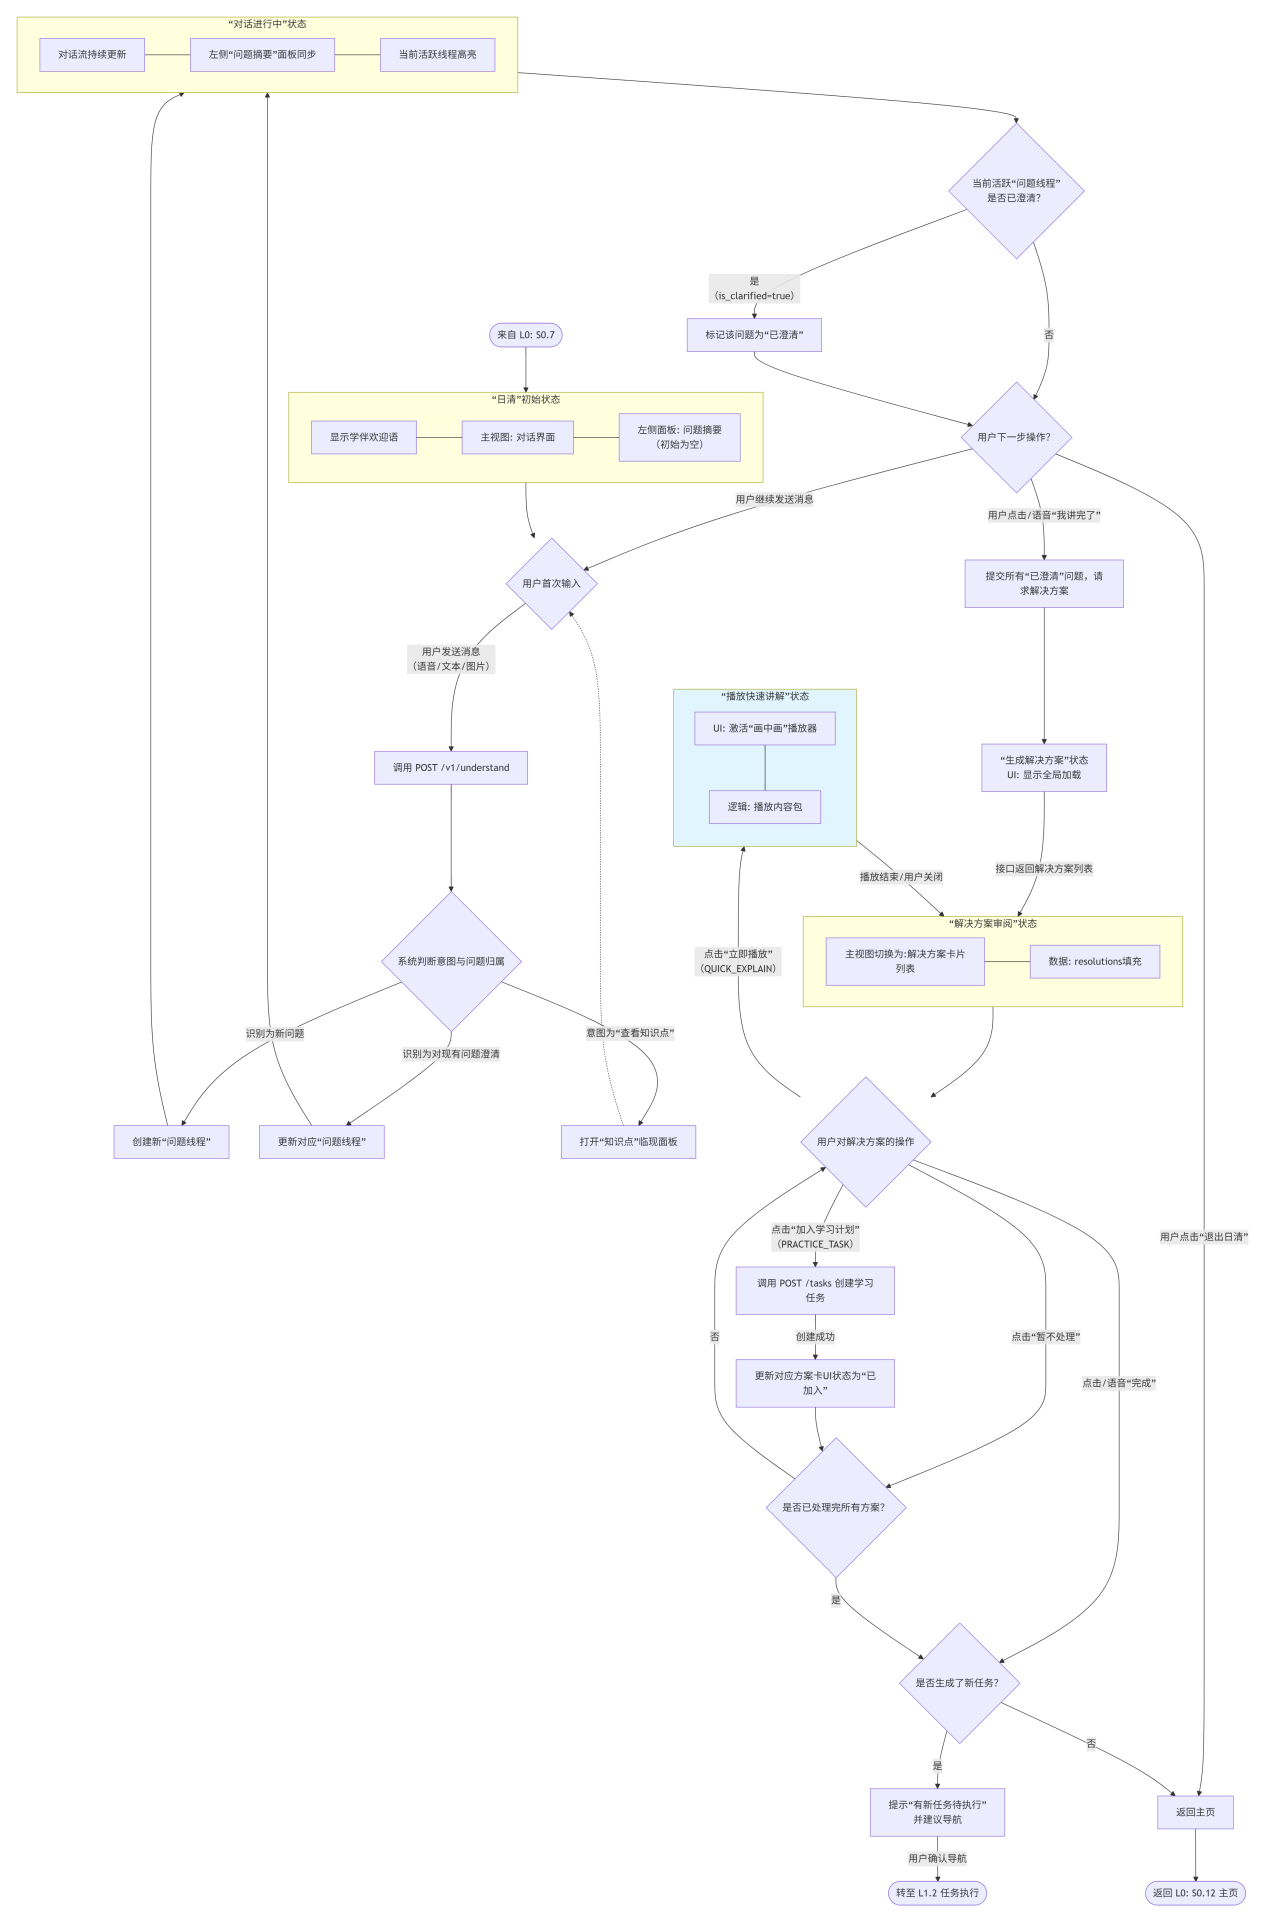 “对话进行中”状态
对话流持续更新
左侧“问题摘要”面板同步
当前活跃线程高亮
当前活跃“问题线程”
是否已澄清？
是
（is_clarified=true）
否
标记该问题为“已澄清”
来自 L0: S0.7
“日清”初始状态
显示学伴欢迎语
主视图: 对话界面
左侧面板: 问题摘要
（初始为空）
用户下一步操作？
用户继续发送消息
用户点击/语音“我讲完了”
用户首次输入
提交所有“已澄清”问题，请
求解决方案
用户发送消息
（语音/文本/图片）
“播放快速讲解”状态
UI: 激活“画中画”播放器
逻辑: 播放内容包
调用 POST /v1/understand
“生成解决方案”状态
UI: 显示全局加载
播放结束/用户关闭
接口返回解决方案列表
“解决方案审阅”状态
主视图切换为:解决方案卡片
列表
数据: resolutions填充
点击“立即播放”
（QUICK_EXPLAIN）
系统判断意图与问题归属
识别为新问题
识别为对现有问题澄清
意图为“查看知识点”
创建新“问题线程”
更新对应“问题线程”
打开“知识点”临现面板
用户对解决方案的操作
点击“加入学习计划”
（PRACTICE_TASK）
用户点击“退出日清”
调用 POST /tasks 创建学习
任务
否
创建成功
点击“暂不处理”
更新对应方案卡UI状态为“已
加入”
点击/语音“完成”
是否已处理完所有方案？
是
是否生成了新任务？
是
否
提示“有新任务待执行”
并建议导航
返回主页
用户确认导航
转至 L1.2 任务执行
返回 L0: S0.12 主页